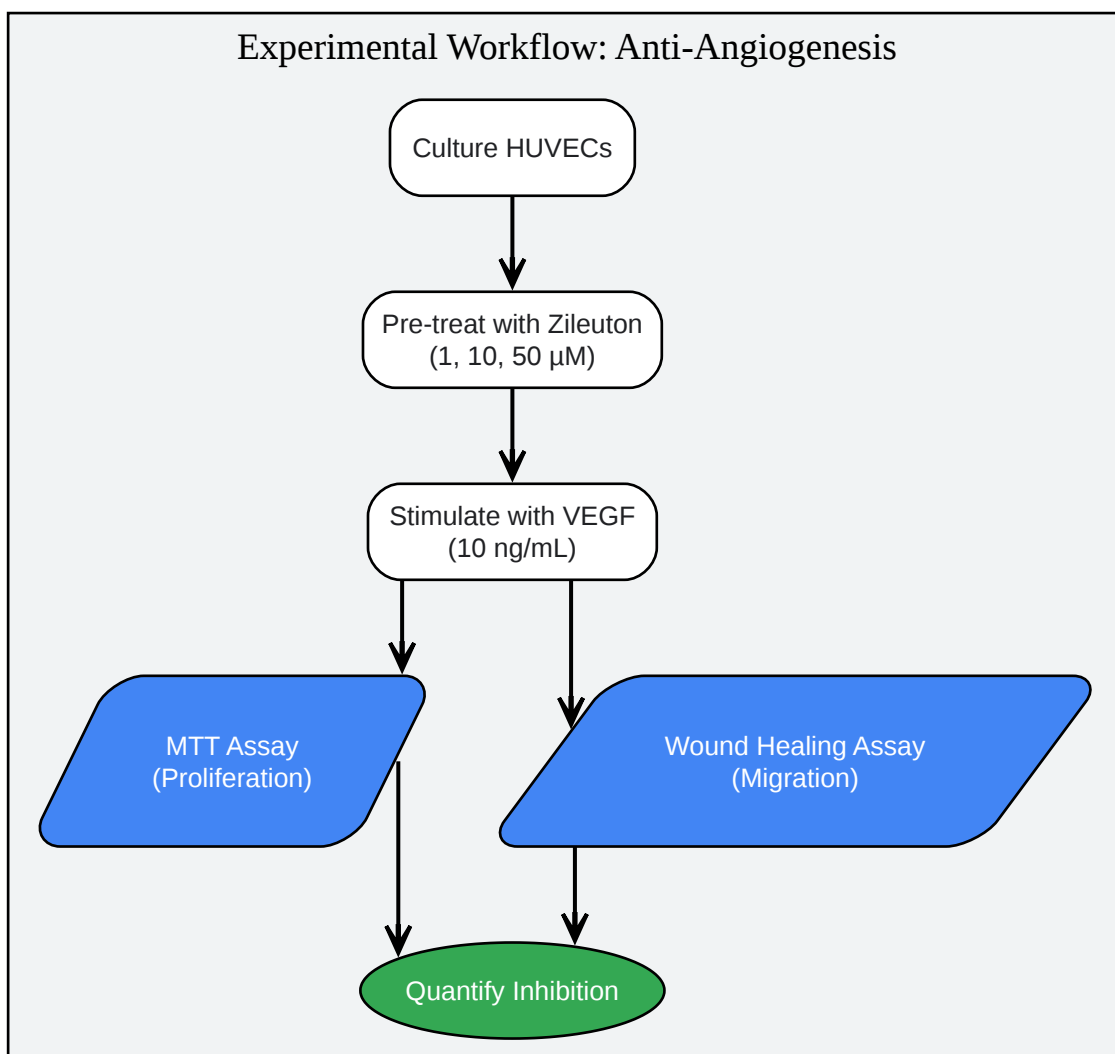 Experimental Workflow: Anti-Angiogenesis
Culture HUVECs
Pre-treat with Zileuton
(1, 10, 50 µM)
Stimulate with VEGF
(10 ng/mL)
MTT Assay
(Proliferation)
Wound Healing Assay
(Migration)
Quantify Inhibition